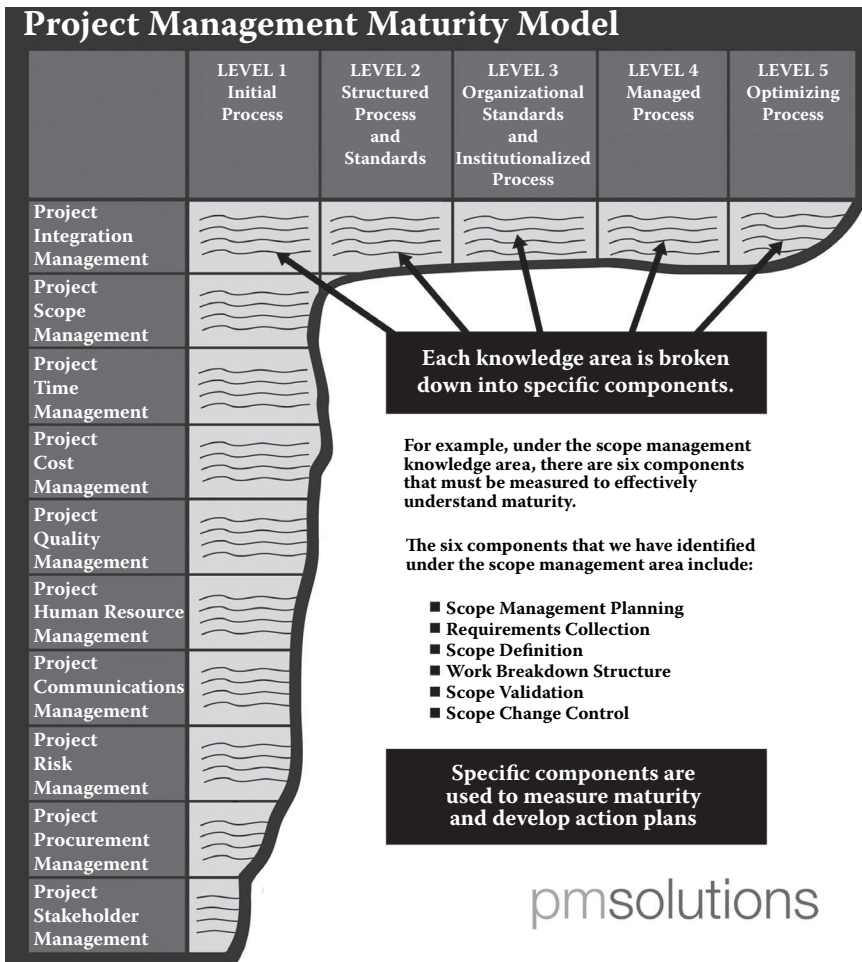 Project Management Maturity Model
LEVEL 1
Initial
Process
LEVEL 2
Structured
Process
and
Standards
LEVEL 3
Organizational
Standards
and
Institutionalized
Process
LEVEL 4
Managed
Process
LEVEL 5
Optimizing
Process
Project
Integration
Management
Project
Scope
Management
Project
Time
Management
Project
Cost
Management
Project
Quality
Management
Project
Human Resource
Management
Project
Communications
Management
Project
Risk
Management
Project
Procurement
Management
Project
Stakeholder
Management
Each knowledge area is broken
down into specific components.
For example, under the scope management
knowledge area, there are six components
that must be measured to effectively
understand maturity.
The six components that we have identified
under the scope management area include:
■ Scope Management Planning
■ Requirements Collection
■ Scope Definition
■ Work Breakdown Structure
■ Scope Validation
■ Scope Change Control
Specific components are
used to measure maturity
and develop action plans
pmsolutions